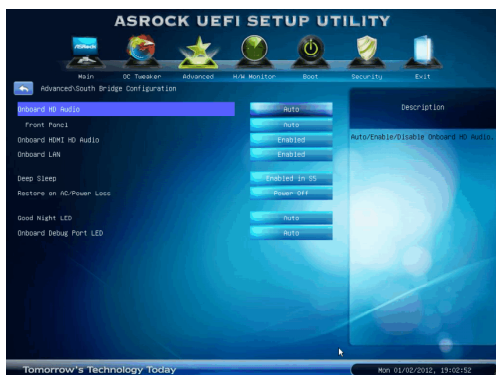 ASROCK UEFI SETUP UTILITY
ASRock
Main OC Tweaker Advanced H/W Monitor Boot Security Exit
Advanced\South Bridge Configuration
Description
Onboard HD Audio Auto
Auto/Enable/Disable Onboard HD Audio.
Front Panel Auto
Onboard HDMI HD Audio Enabled
Onboard LAN Enabled
Deep Sleep Enabled in S5
Restore on AC/Power Loss Power Off
Good Night LED Auto
Onboard Debug Port LED Auto
Tomorrow's Technology Today
Mon 01/02/2012, 19:02:52